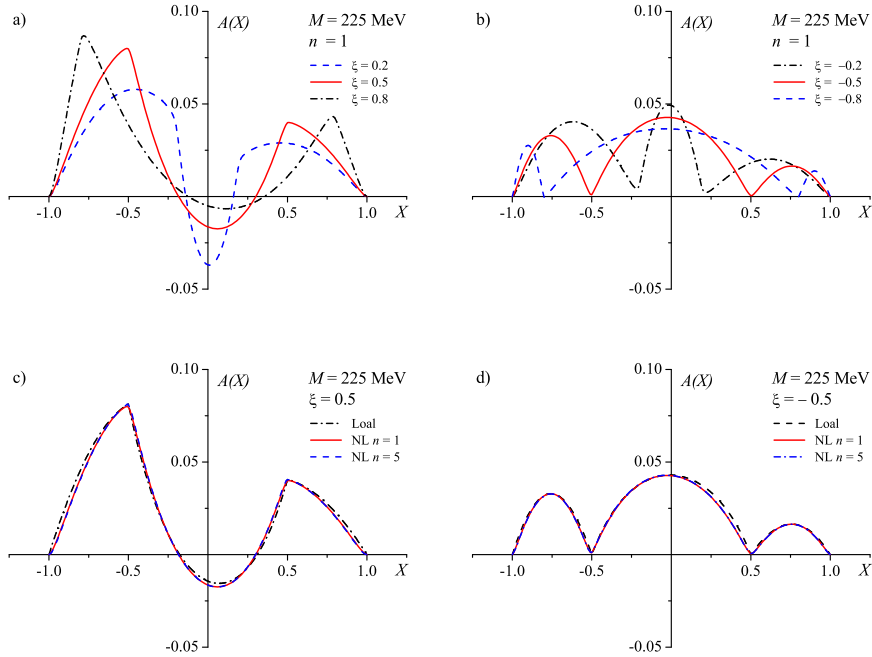 a)
0.10
A(X)
M = 225 MeV
n = 1
ξ = 0.2
ξ = 0.5
ξ = 0.8
0.05
-1.0 -0.5 0 0.5 1.0 X
-0.05
b)
0.10
A(X)
M = 225 MeV
n = 1
ξ = −0.2
ξ = −0.5
ξ = −0.8
0.05
-1.0 -0.5 0 0.5 1.0 X
-0.05
c)
0.10
A(X)
M = 225 MeV
ξ = 0.5
Loal
NL n = 1
NL n = 5
0.05
-1.0 -0.5 0 0.5 1.0 X
-0.05
d)
0.10
A(X)
M = 225 MeV
ξ = − 0.5
Loal
NL n = 1
NL n = 5
0.05
-1.0 -0.5 0 0.5 1.0 X
-0.05